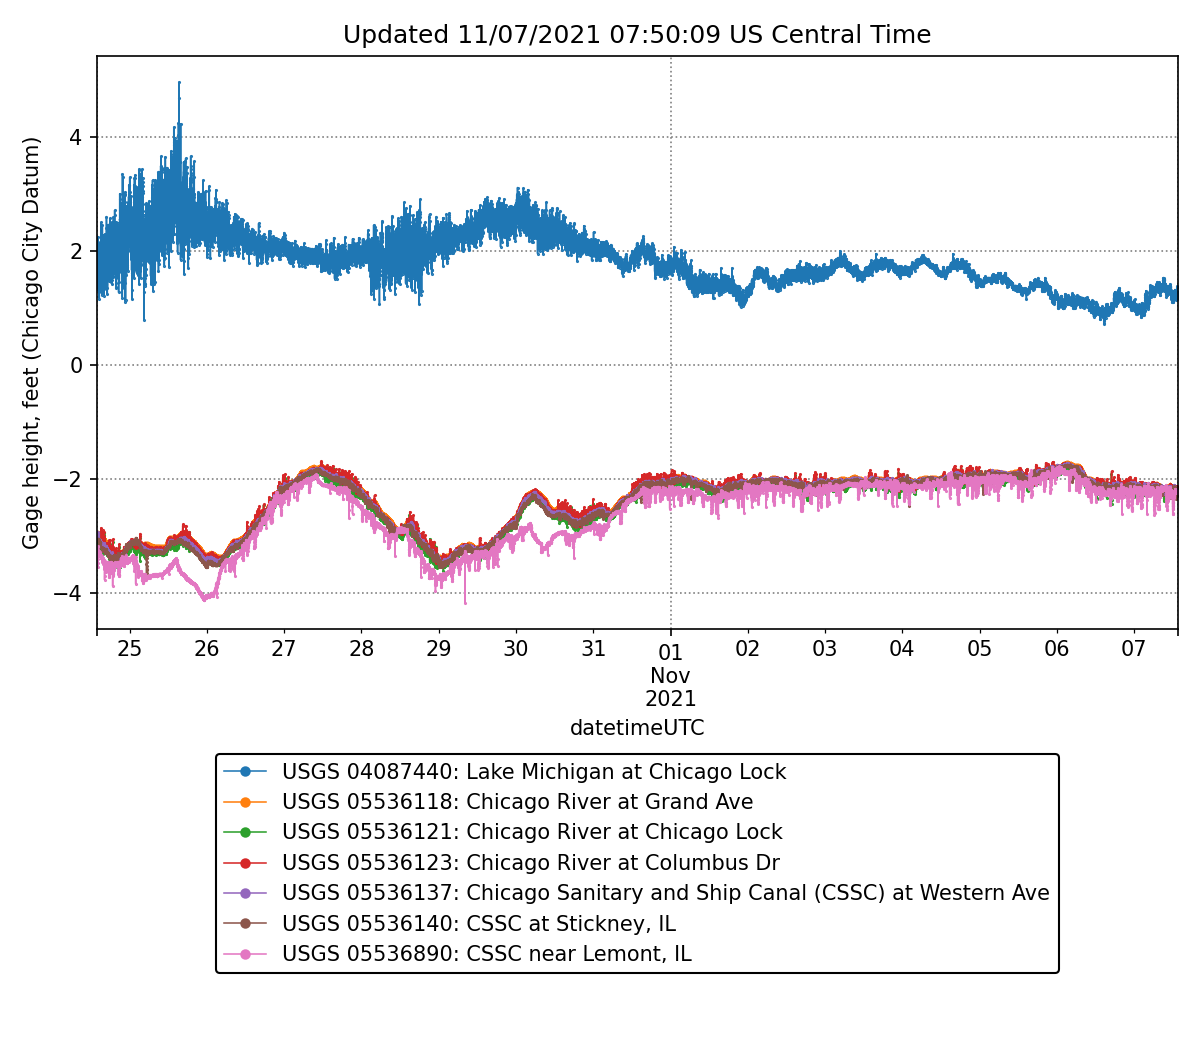 Updated 11/07/2021 07:50:09 US Central Time
Gage height, feet (Chicago City Datum)
4
2
0
−2
−4
25 26 27 28 29 30 31 01 02 03 04 05 06 07
Nov
2021
datetimeUTC
USGS 04087440: Lake Michigan at Chicago Lock
USGS 05536118: Chicago River at Grand Ave
USGS 05536121: Chicago River at Chicago Lock
USGS 05536123: Chicago River at Columbus Dr
USGS 05536137: Chicago Sanitary and Ship Canal (CSSC) at Western Ave
USGS 05536140: CSSC at Stickney, IL
USGS 05536890: CSSC near Lemont, IL